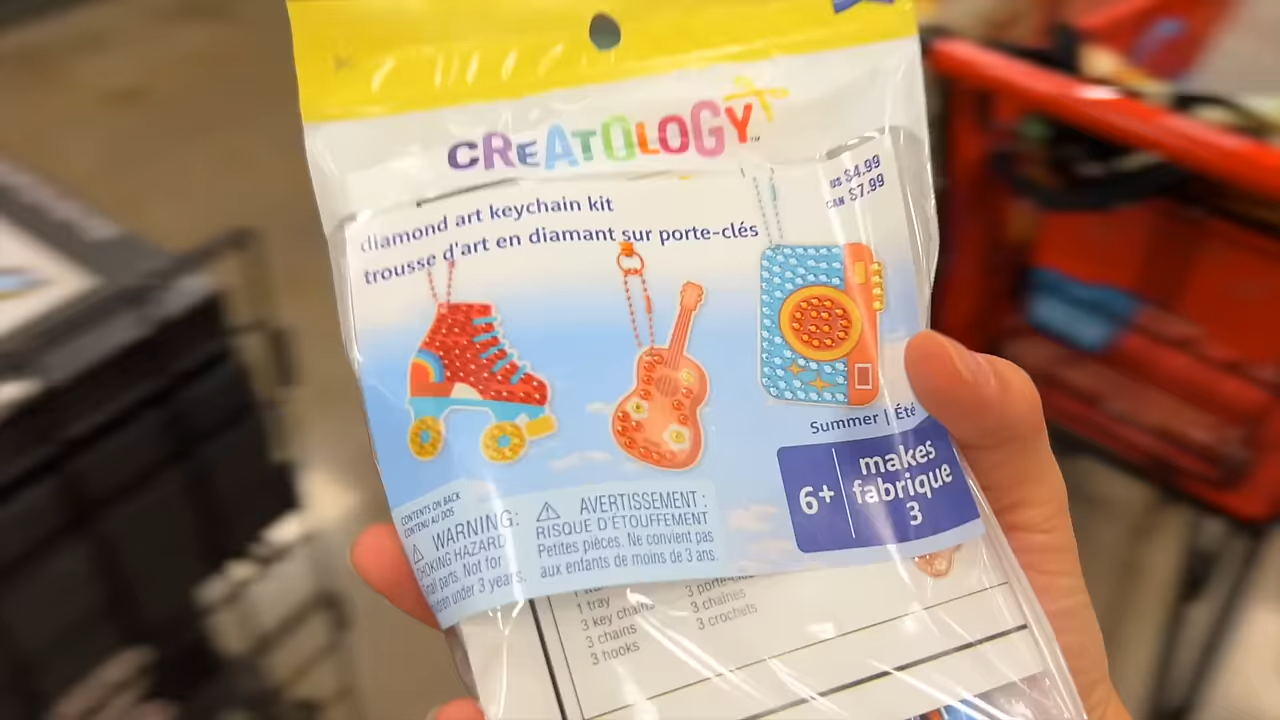 CREATOLOGY™
US $4.99
CAN $7.99
diamond art keychain kit
trousse d'art en diamant sur porte-clés
Summer | Été
6+
makes
fabrique
3
CONTENTS ON BACK
CONTENU AU DOS
WARNING:
CHOKING HAZARD
Small parts. Not for
children under 3 years.
AVERTISSEMENT :
RISQUE D'ÉTOUFFEMENT
Petites pièces. Ne convient pas
aux enfants de moins de 3 ans.
1 tray
3 key chains
3 chains
3 hooks
3 chaînes
3 crochets